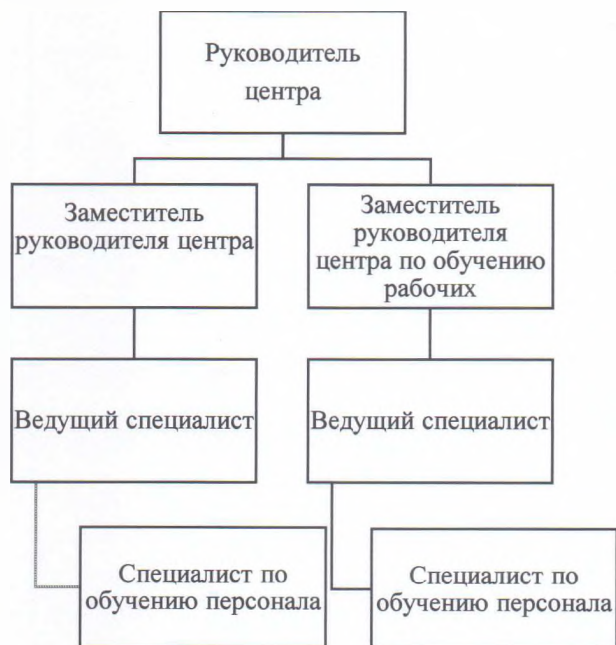 Руководитель
центра
Заместитель
руководителя центра
Заместитель
руководителя
центра по обучению
рабочих
Ведущий специалист
Ведущий специалист
Специалист по
обучению персонала
Специалист по
обучению персонала